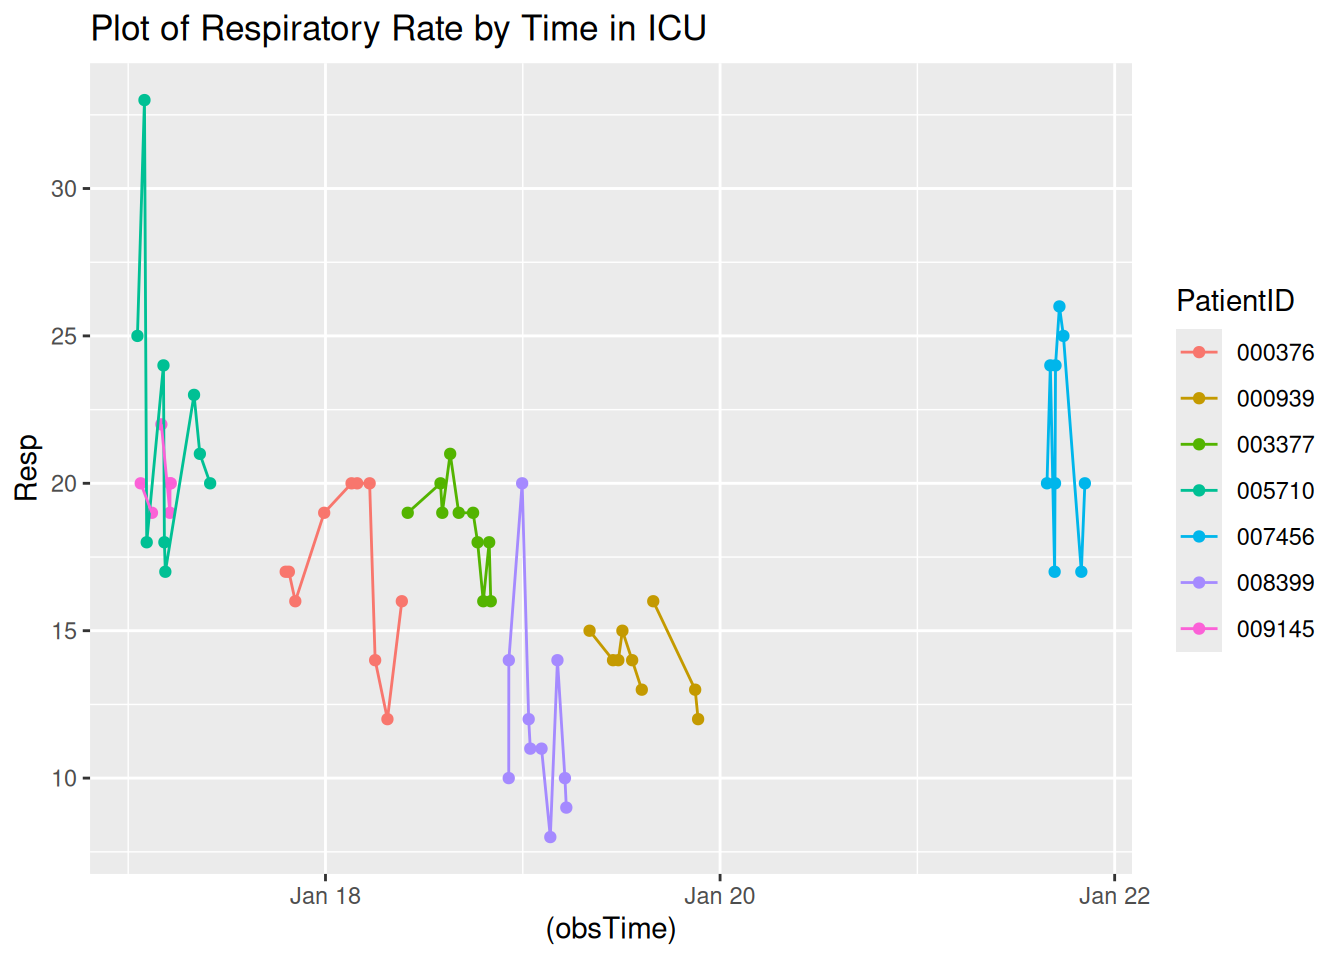 Plot of Respiratory Rate by Time in ICU
Resp
30
25
20
15
10
Jan 18
Jan 20
Jan 22
(obsTime)
PatientID
000376
000939
003377
005710
007456
008399
009145